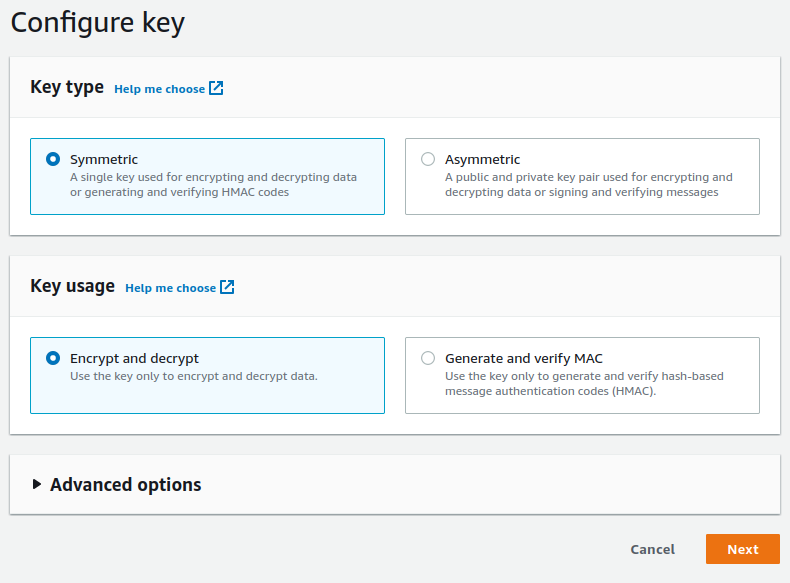 Configure key
Key type Help me choose
Symmetric
A single key used for encrypting and decrypting data
or generating and verifying HMAC codes
Asymmetric
A public and private key pair used for encrypting and
decrypting data or signing and verifying messages
Key usage Help me choose
Encrypt and decrypt
Use the key only to encrypt and decrypt data.
Generate and verify MAC
Use the key only to generate and verify hash-based
message authentication codes (HMAC).
Advanced options
Cancel
Next